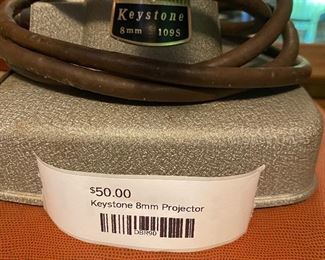 Keystone
8mm 109S
$50.00
Keystone 8mm Projector